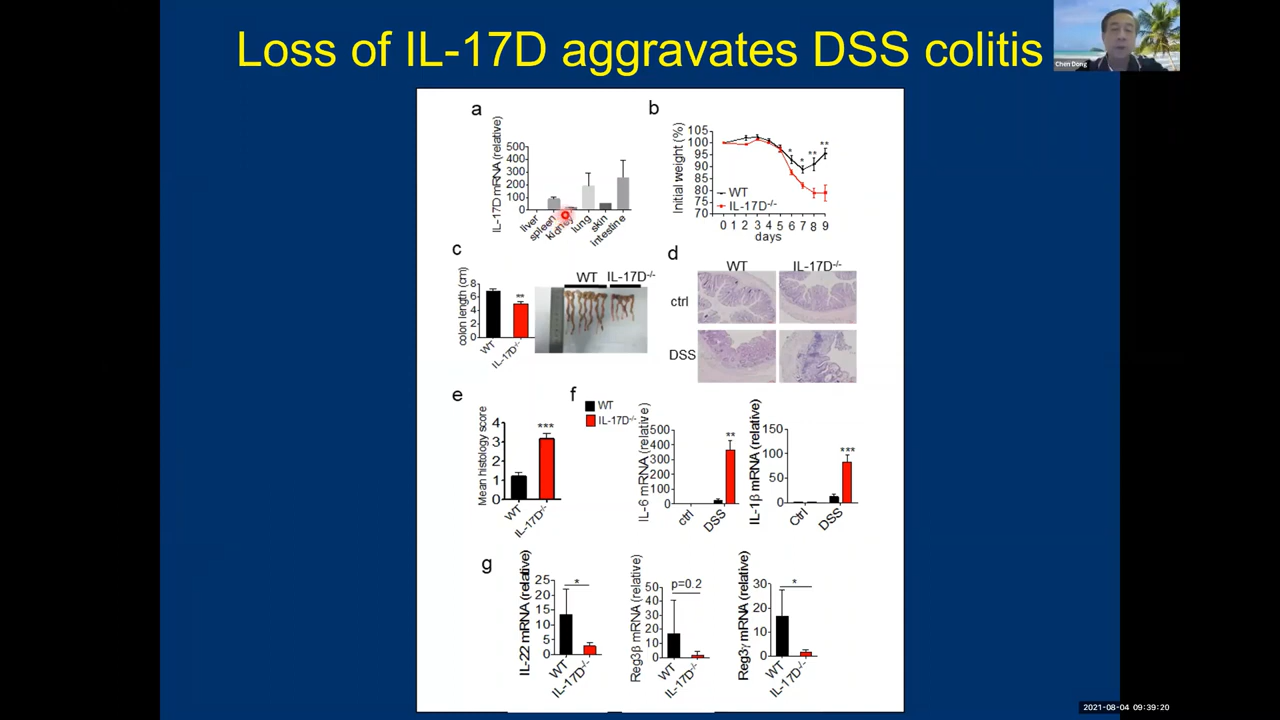 Loss of IL-17D aggravates DSS colitis
Chen Dong
a
IL-17D mRNA (relative)
500
400
300
200
100
0
liver
spleen
kidney
lung
skin
intestine
b
Initial weight (%)
105
100
95
90
85
80
75
70
* * ** **
WT
IL-17D-/-
0 1 2 3 4 5 6 7 8 9
days
c
colon length (cm)
8
6
4
2
0
**
WT
IL-17D-/-
WT IL-17D-/-
d
WT IL-17D-/-
ctrl
DSS
e
Mean histology score
4
3
2
1
0
***
WT
IL-17D-/-
f
WT
IL-17D-/-
IL-6 mRNA (relative)
500
400
300
200
100
0
**
ctrl
DSS
IL-1β mRNA (relative)
150
100
50
0
***
Ctrl
DSS
g
IL-22 mRNA (relative)
25
20
15
10
5
0
*
WT
IL-17D-/-
Reg3β mRNA (relative)
50
40
30
20
10
0
p=0.2
WT
IL-17D-/-
Reg3γ mRNA (relative)
30
20
10
0
*
WT
IL-17D-/-
2021-08-04 09:39:20